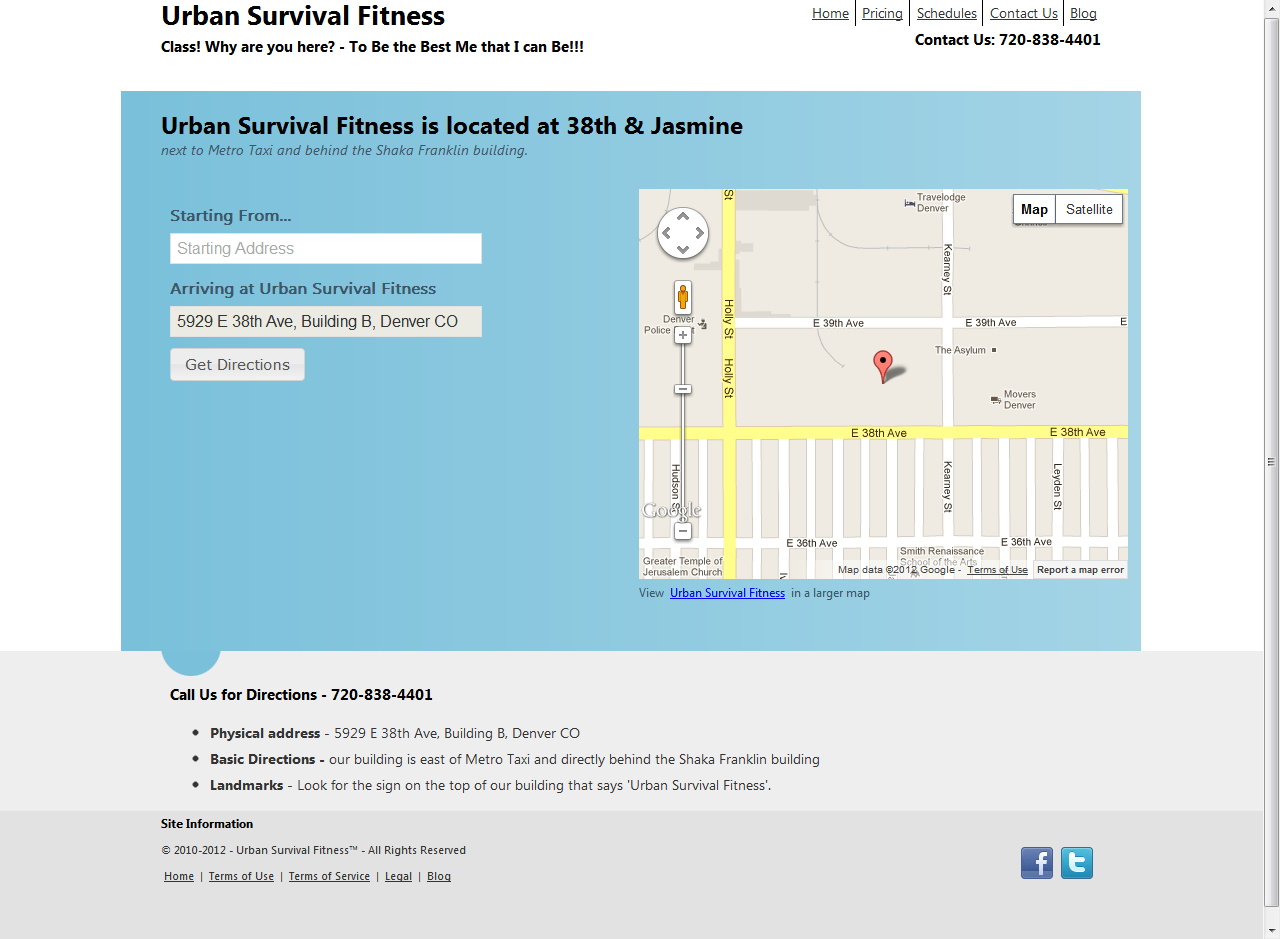 Urban Survival Fitness
Home Pricing Schedules Contact Us Blog
Class! Why are you here? - To Be the Best Me that I can Be!!!
Contact Us: 720-838-4401
Urban Survival Fitness is located at 38th & Jasmine
next to Metro Taxi and behind the Shaka Franklin building.
Starting From...
Starting Address
Arriving at Urban Survival Fitness
5929 E 38th Ave, Building B, Denver CO
Get Directions
St
Travelodge
Denver
Map Satellite
Kearney St
Holly St
Denver
Police
E 39th Ave
E 39th Ave
E
The Asylum
Holly St
Movers
Denver
E 38th Ave
E 38th Ave
Hudson S
Kearney St
Leyden St
Google
E 36th Ave
E 36th Ave
Smith Renaissance
School of the Arts
Greater Temple of
Jerusalem Church
Map data ©2012 Google - Terms of Use Report a map error
View Urban Survival Fitness in a larger map
Call Us for Directions - 720-838-4401
Physical address - 5929 E 38th Ave, Building B, Denver CO
Basic Directions - our building is east of Metro Taxi and directly behind the Shaka Franklin building
Landmarks - Look for the sign on the top of our building that says 'Urban Survival Fitness'.
Site Information
© 2010-2012 - Urban Survival Fitness™ - All Rights Reserved
Home | Terms of Use | Terms of Service | Legal | Blog